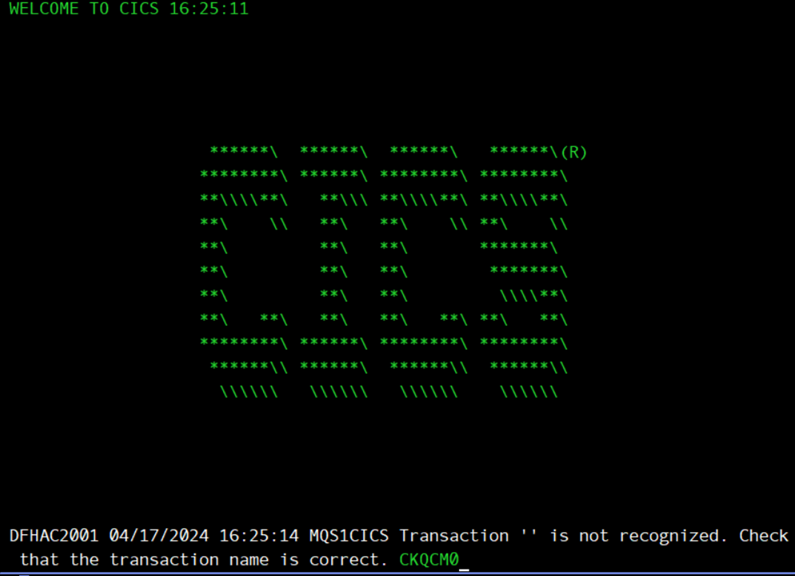 WELCOME TO CICS 16:25:11
 ******\  ******\  ******\   ******\(R)
********\ ******\ ********\ ********\
**\\\\**\   **\\\ **\\\\**\ **\\\\**\
**\    \\   **\   **\    \\ **\    \\
**\         **\   **\       *******\
**\         **\   **\        *******\
**\         **\   **\         \\\\**\
**\   **\   **\   **\   **\ **\   **\
********\ ******\ ********\ ********\
 ******\\ ******\  ******\\  ******\\
  \\\\\\   \\\\\\   \\\\\\    \\\\\\
DFHAC2001 04/17/2024 16:25:14 MQS1CICS Transaction '' is not recognized. Check
that the transaction name is correct. CKQCM0_